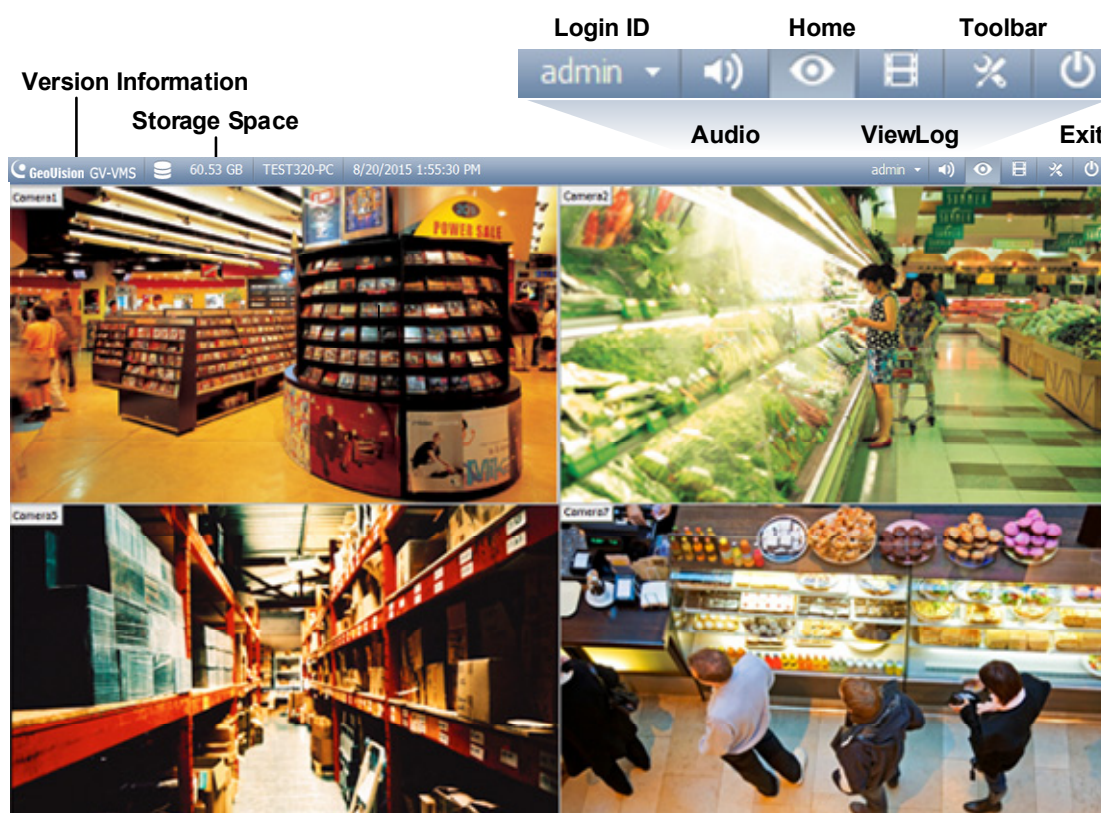 Login ID Home Toolbar
admin
Version Information
Storage Space
Audio ViewLog Exit
GeoVision GV-VMS 60.53 GB TEST320-PC 8/20/2015 1:55:30 PM admin
Camera1
Camera2
POWER SALE
SUMMER
Camera5
Camera7